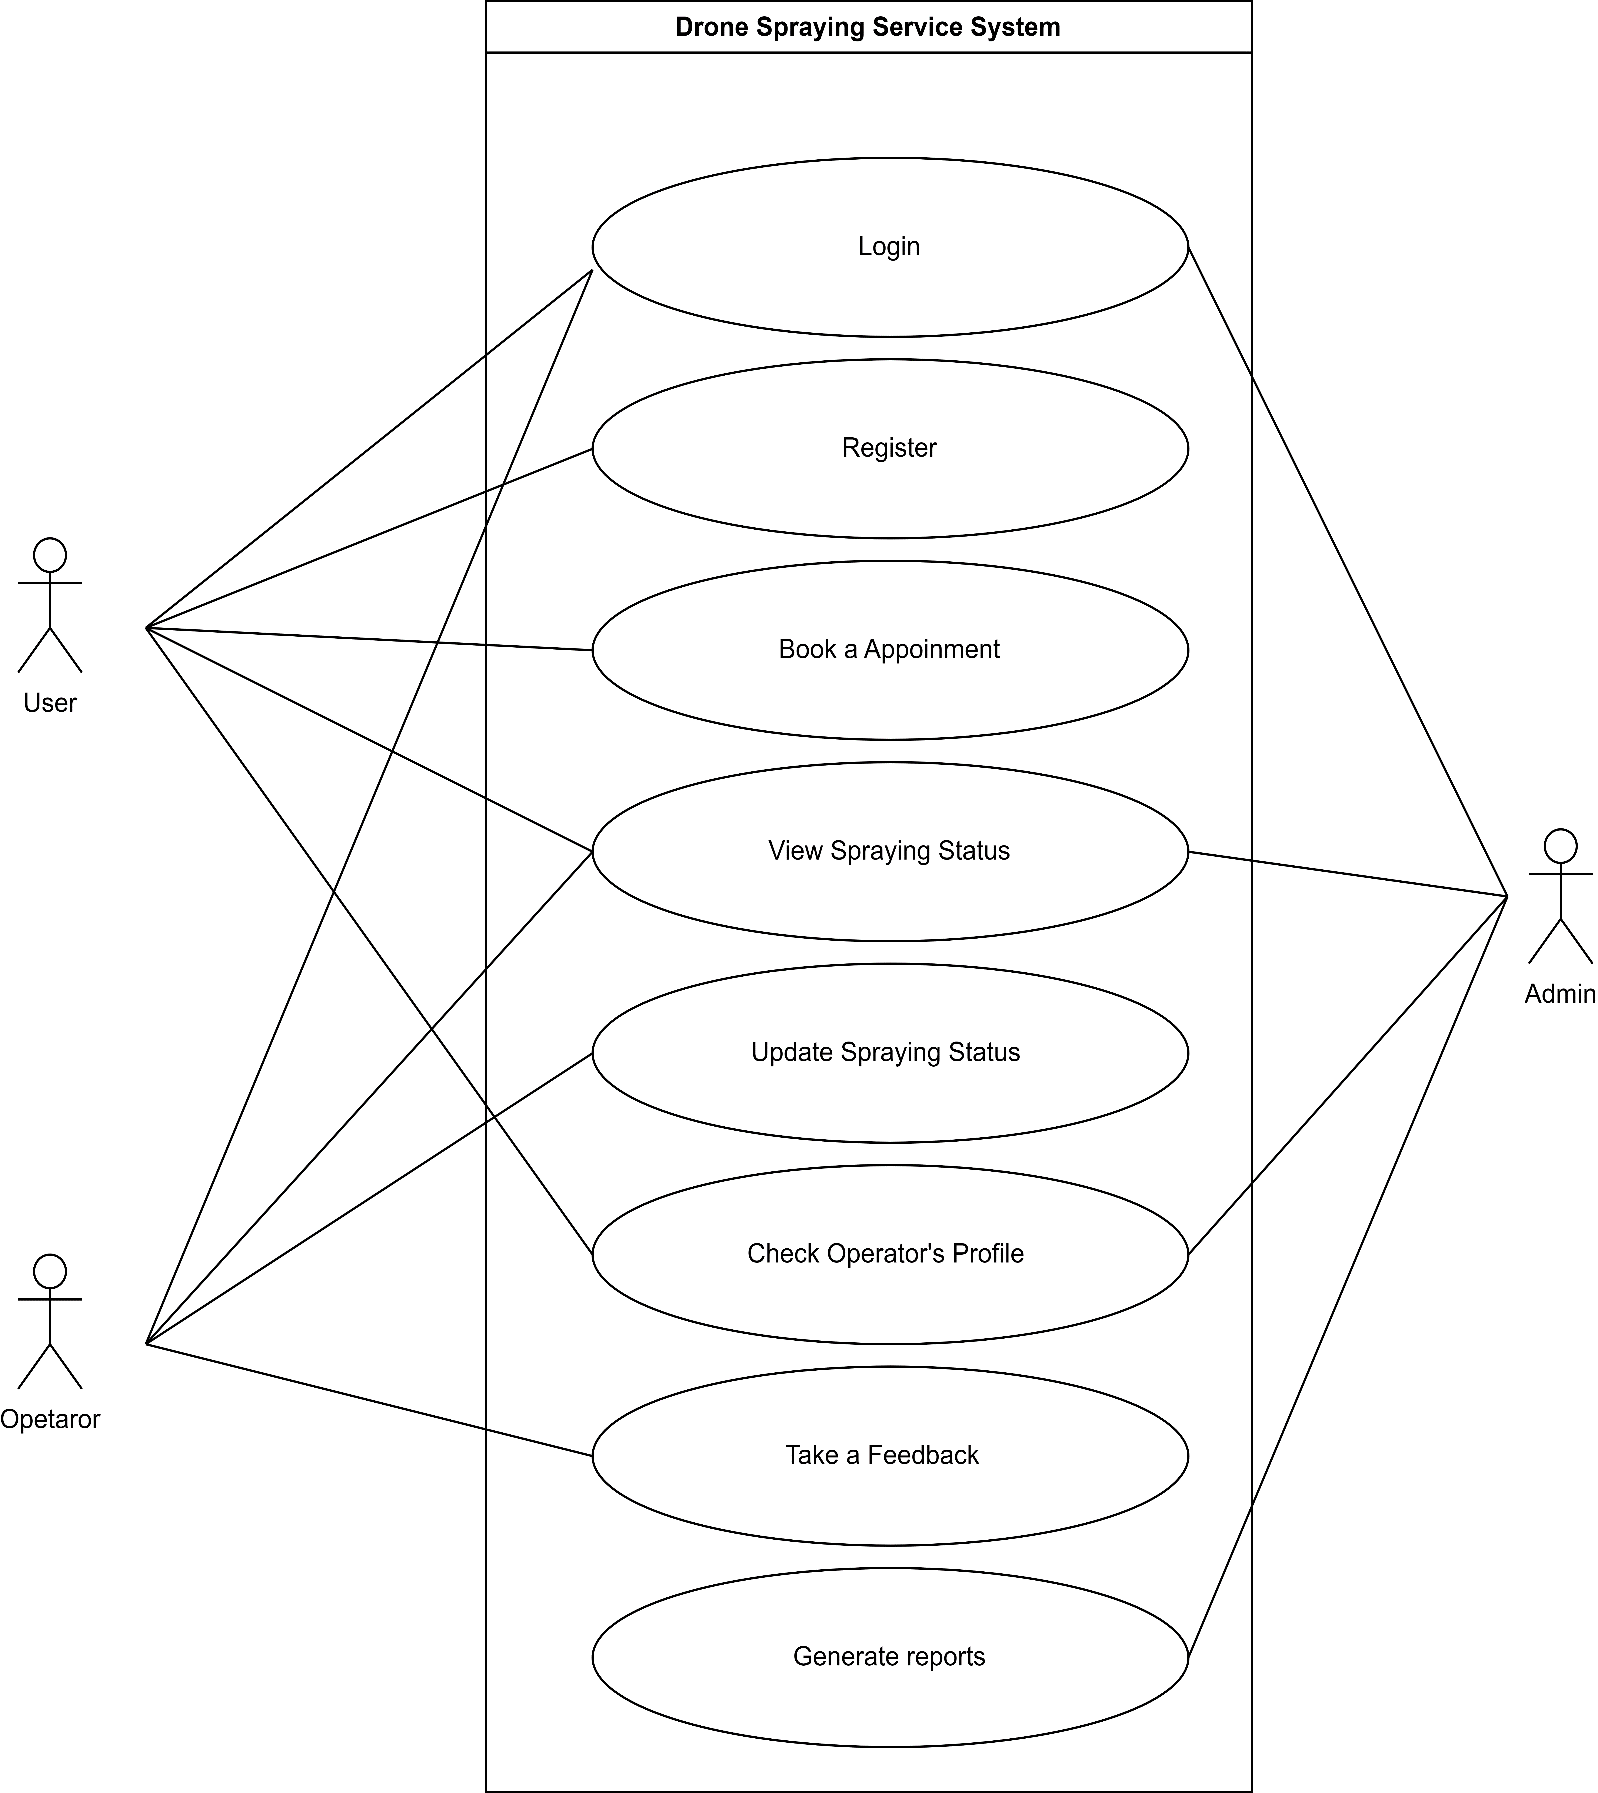 Drone Spraying Service System
Login
Register
User
Book a Appoinment
View Spraying Status
Admin
Update Spraying Status
Check Operator's Profile
Opetaror
Take a Feedback
Generate reports